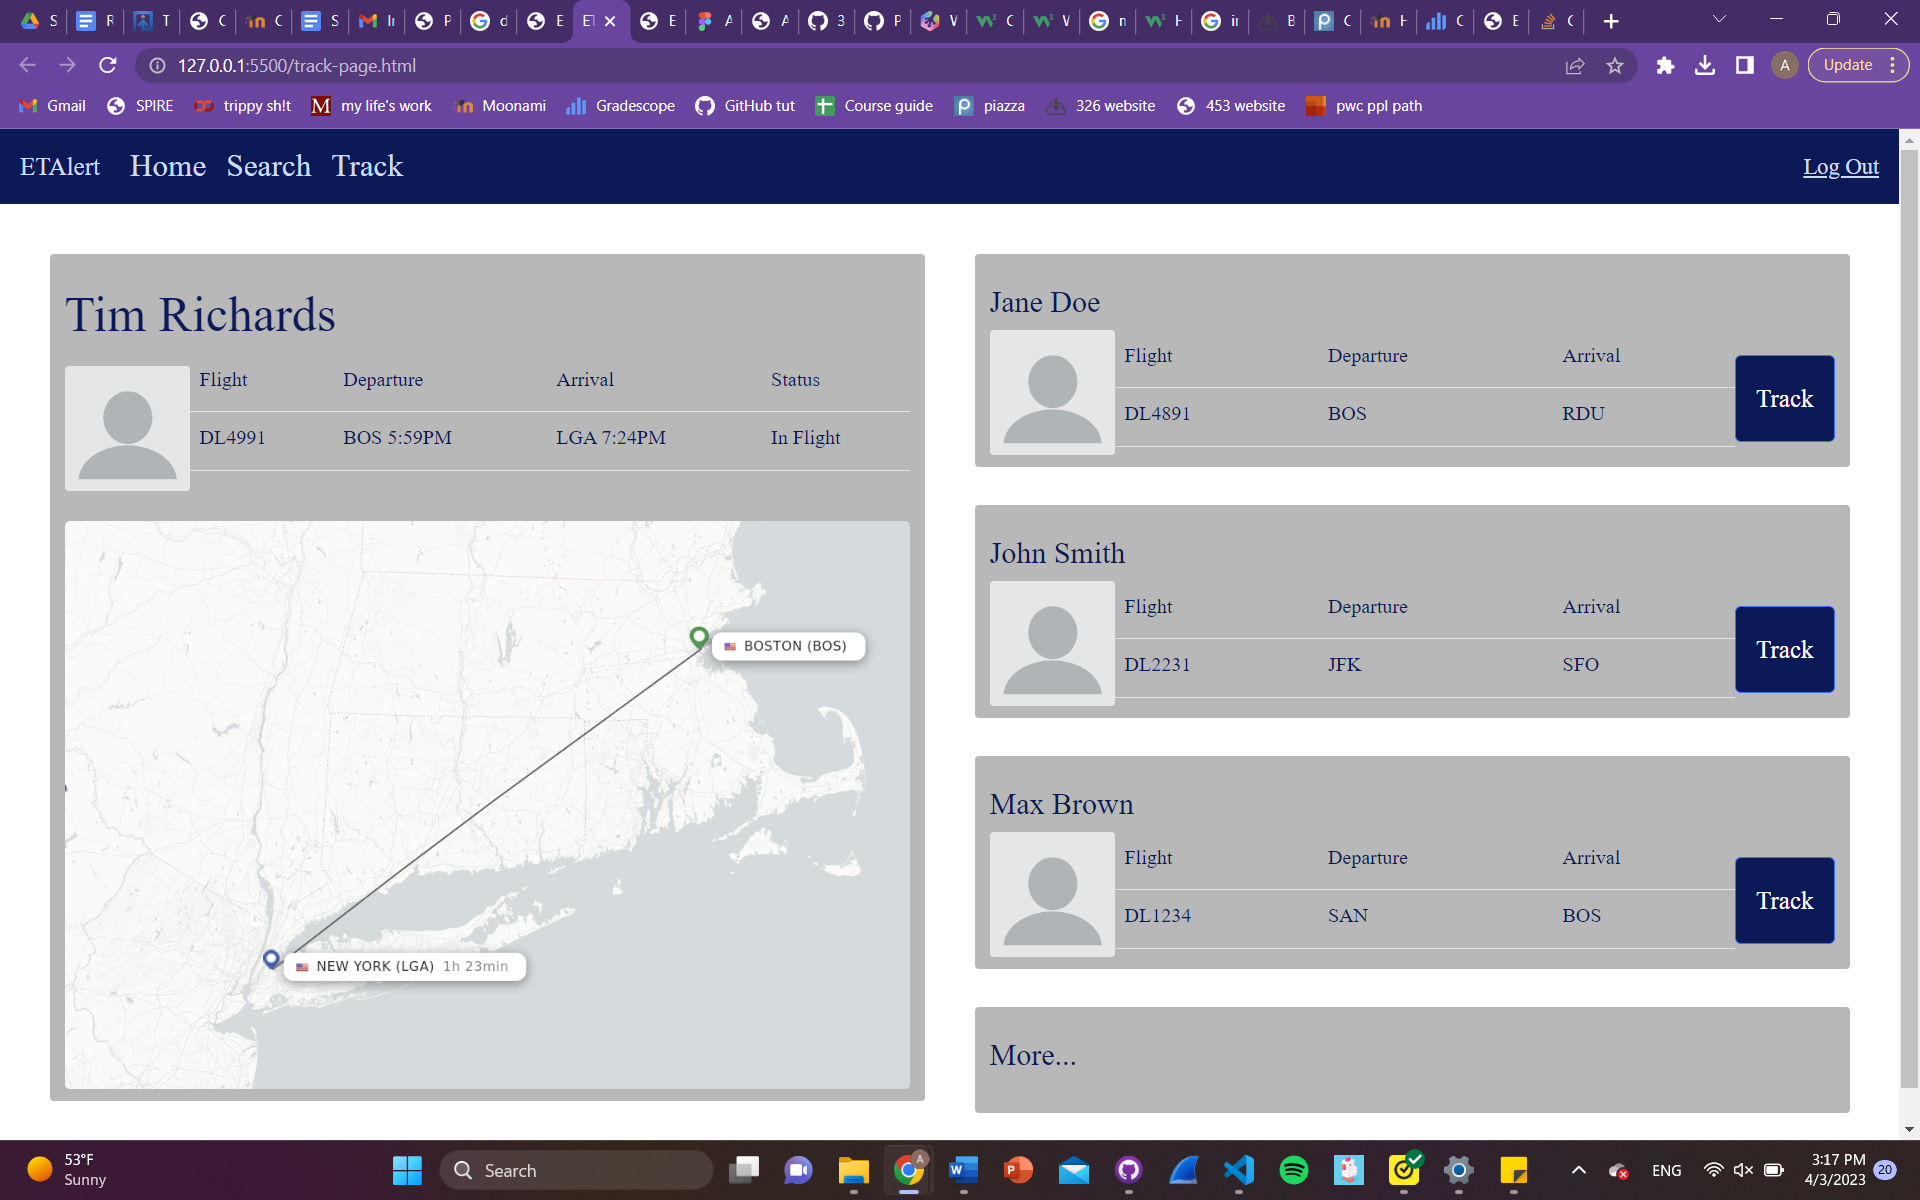 S R T C C S In P d E ET E A A 3 P V C V n H ir B C H C E C
127.0.0.1:5500/track-page.html
A Update
Gmail SPIRE trippy sh!t my life's work Moonami Gradescope GitHub tut Course guide piazza 326 website 453 website pwc ppl path
ETAlert Home Search Track Log Out
Tim Richards
Flight Departure Arrival Status
DL4991 BOS 5:59PM LGA 7:24PM In Flight
BOSTON (BOS)
NEW YORK (LGA) 1h 23min
Jane Doe
Flight Departure Arrival
DL4891 BOS RDU
Track
John Smith
Flight Departure Arrival
DL2231 JFK SFO
Track
Max Brown
Flight Departure Arrival
DL1234 SAN BOS
Track
More...
53°F
Sunny
Search
ENG
3:17 PM
4/3/2023
20